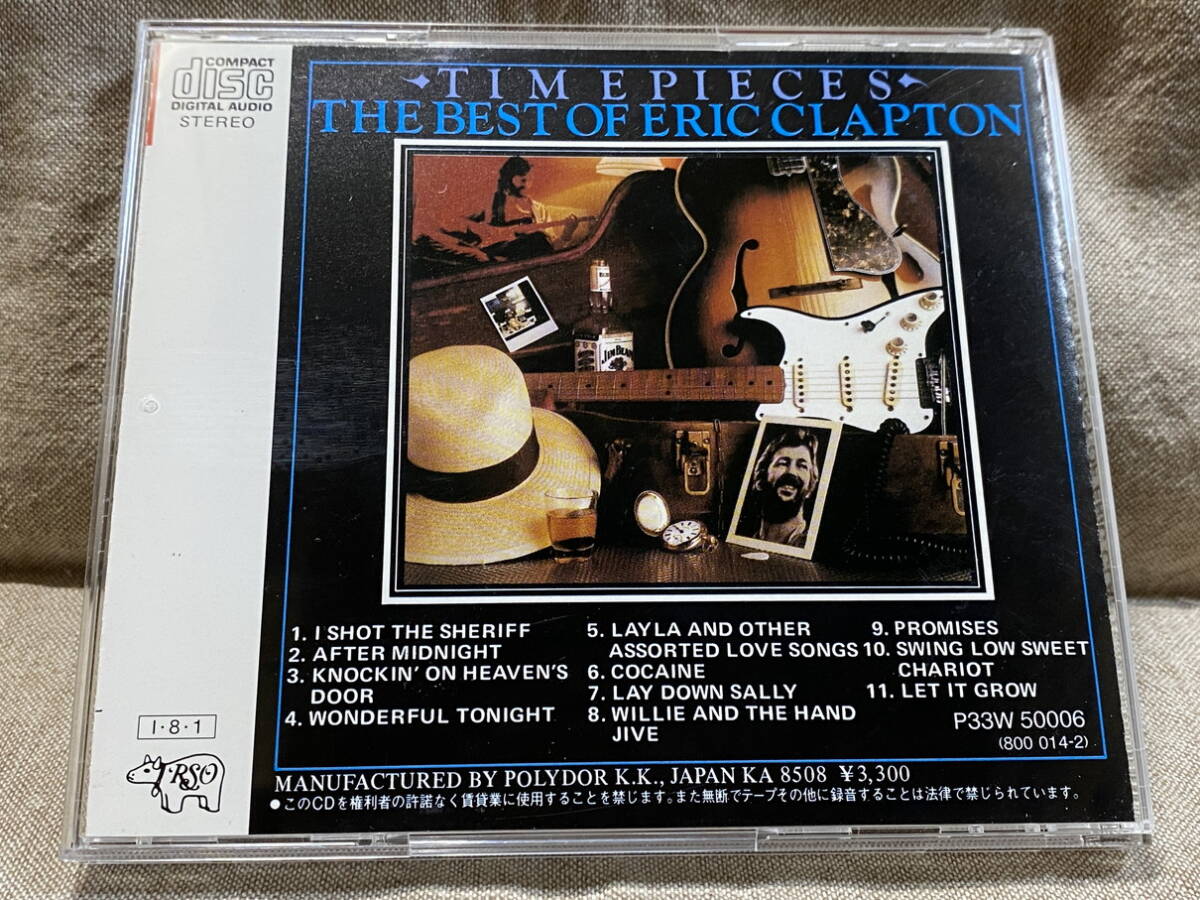 COMPACT
disc
DIGITAL AUDIO
STEREO
TIMEPIECES
THE BEST OF ERIC CLAPTON
JIM BEAM
1. I SHOT THE SHERIFF
2. AFTER MIDNIGHT
3. KNOCKIN' ON HEAVEN'S
DOOR
4. WONDERFUL TONIGHT
5. LAYLA AND OTHER
ASSORTED LOVE SONGS
6. COCAINE
7. LAY DOWN SALLY
8. WILLIE AND THE HAND
JIVE
9. PROMISES
10. SWING LOW SWEET
CHARIOT
11. LET IT GROW
P33W 50006
(800 014-2)
I・8・1
RSO
MANUFACTURED BY POLYDOR K.K., JAPAN KA 8508 ¥3,300
●このCDを権利者の許諾なく賃貸業に使用することを禁じます。また無断でテープその他に録音することは法律で禁じられています。